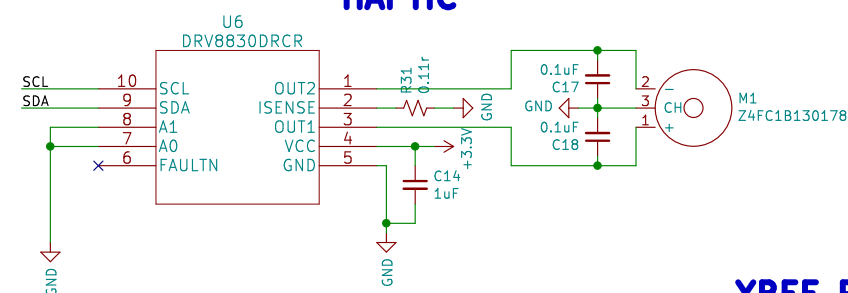 HAPTIC
U6
DRV8830DRCR
SCL
SDA
10 SCL
9 SDA
8 A1
7 A0
6 FAULTN
OUT2 1
ISENSE 2
OUT1 3
VCC 4
GND 5
R31
0.11r
GND
+3.3V
C14
1uF
GND
GND
0.1uF
C17
GND
0.1uF
C18
2 -
3 CH
1 +
M1
Z4FC1B130178